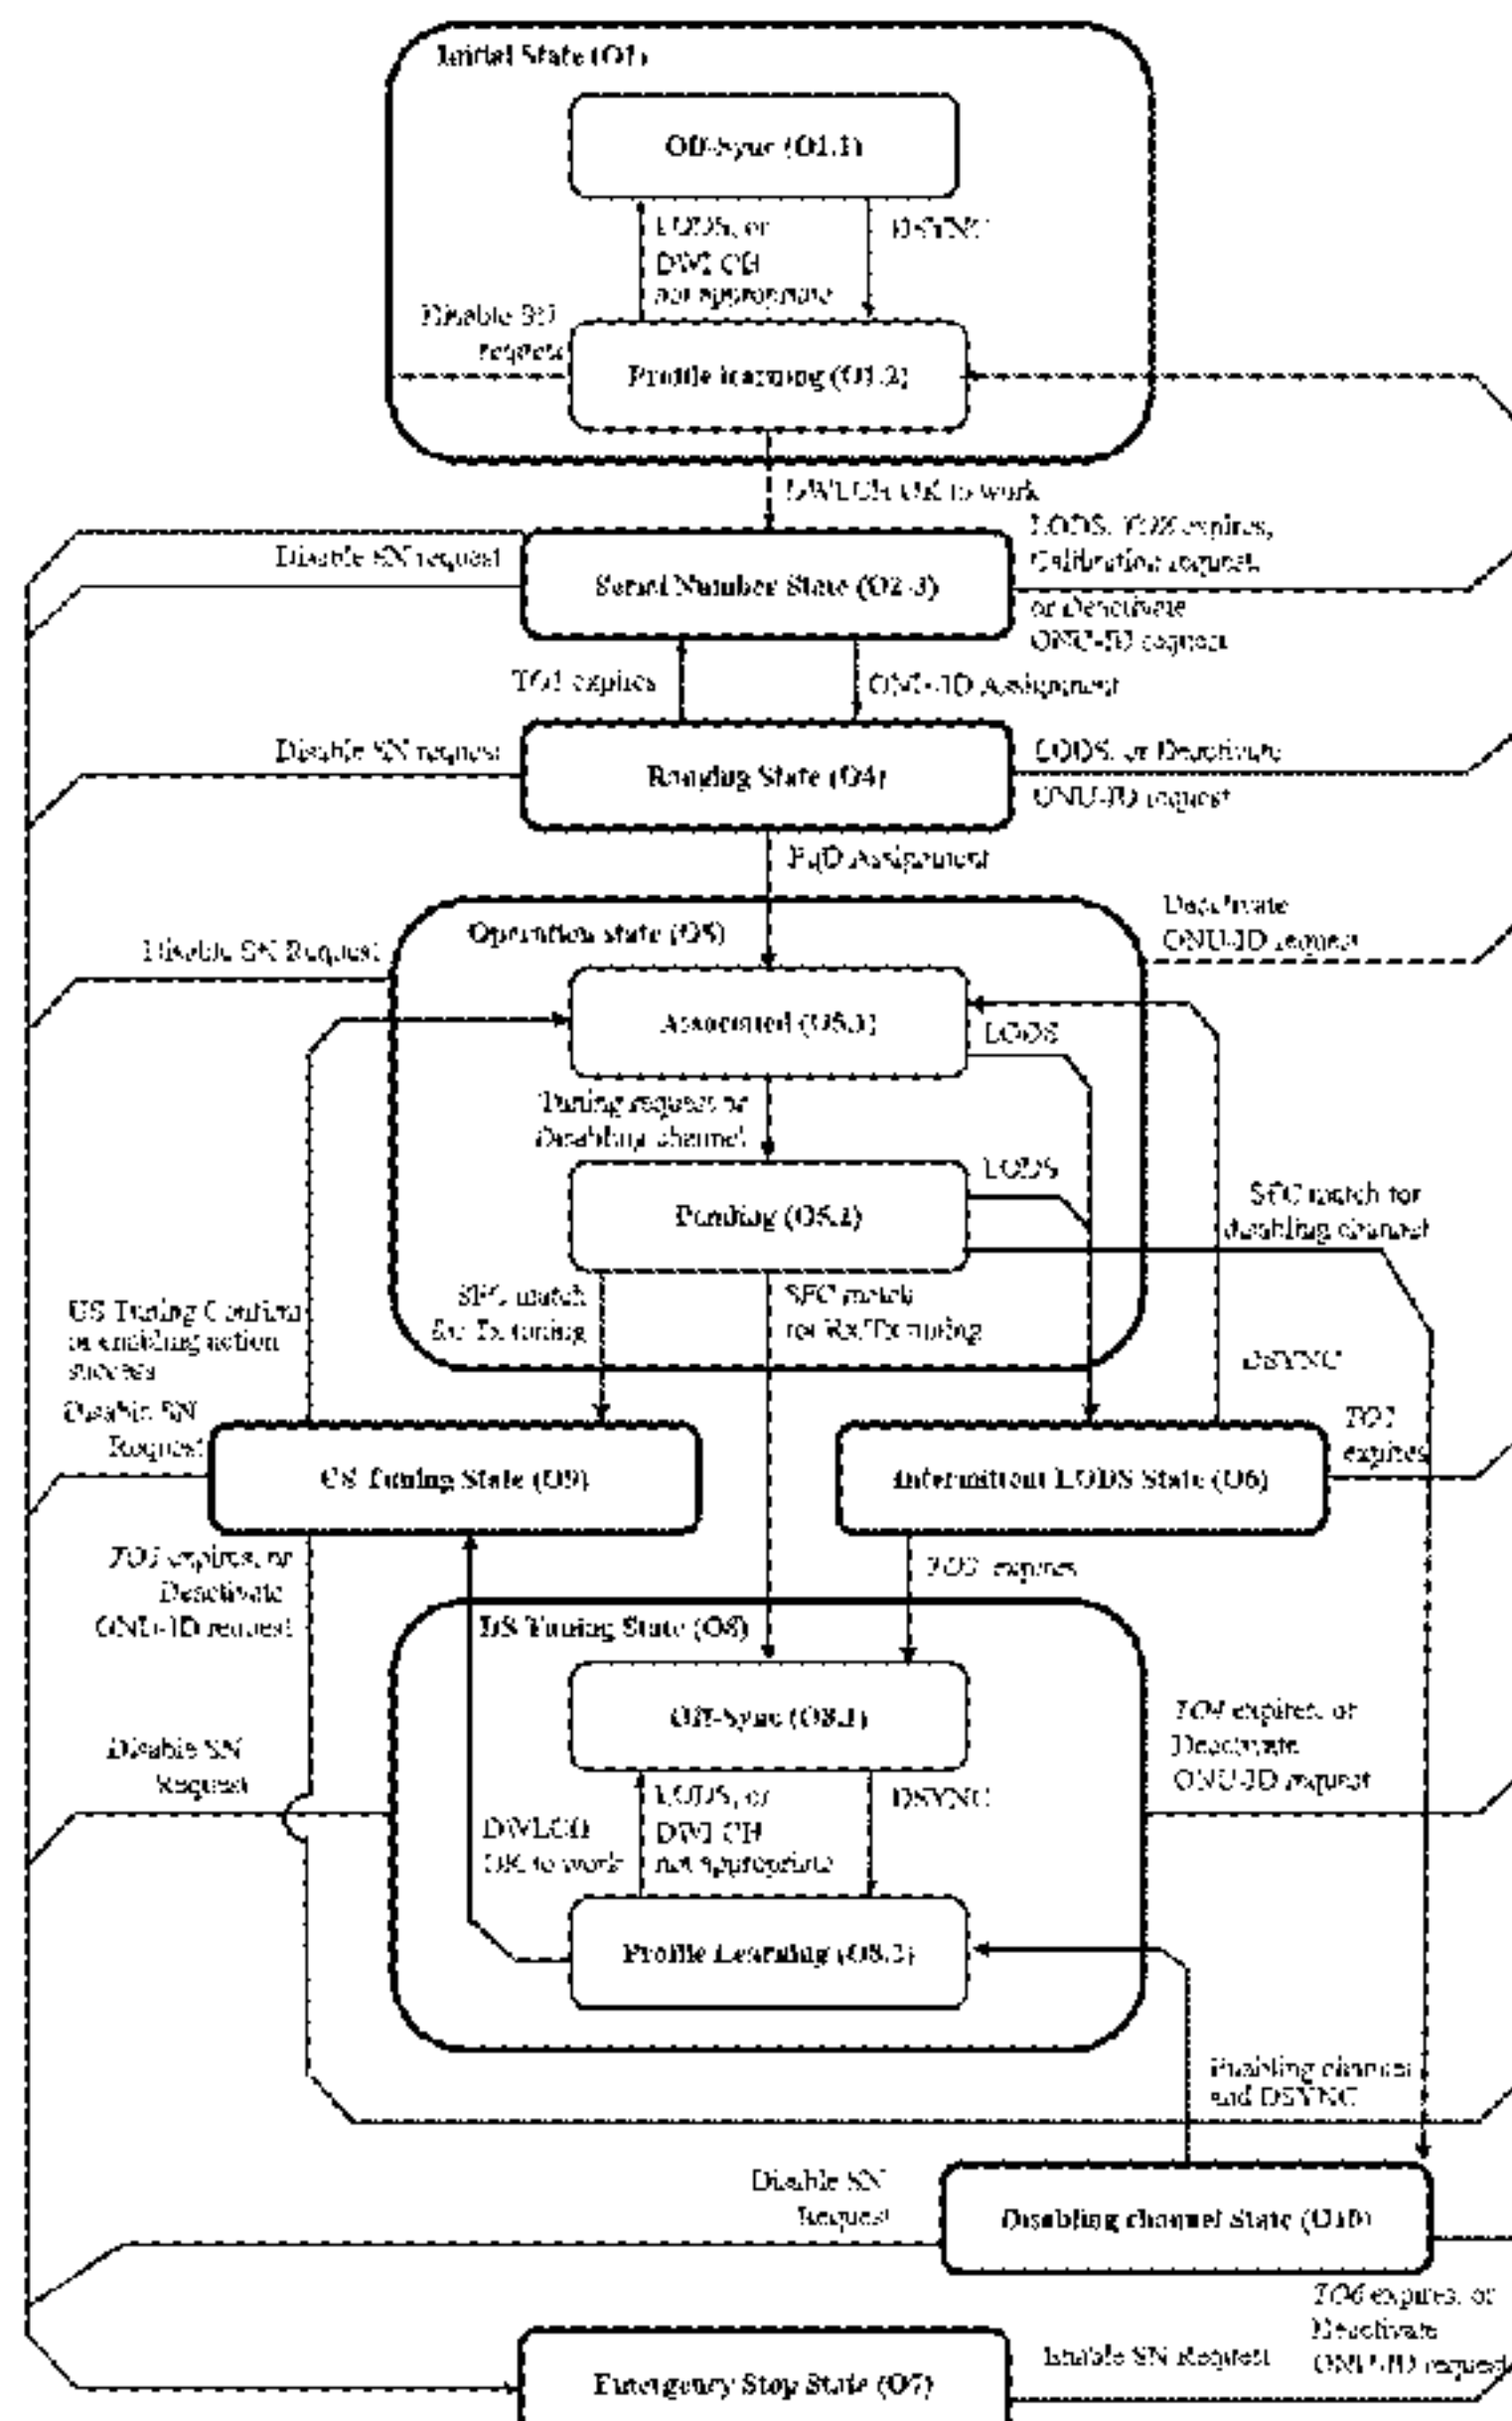 Initial State (O1)
Off-Sync (O1.1)
LODS, or
DWLCH
not appropriate
DSYNC
Disable SN
request
Profile learning (O1.2)
DWLCH OK to work
Disable SN request
Serial Number State (O2-3)
LODS, expires,
Calibration request,
or Deactivate
ONU-ID request
TO1 expires
ONU-ID Assignment
Disable SN request
Ranging State (O4)
LODS, or Deactivate
ONU-ID request
EqD Assignment
Operation state (O5)
Deactivate
ONU-ID request
Disable SN Request
Associated (O5.1)
LODS
Tuning request or
Disabling channel
LODS
Pending (O5.2)
SFC match for
disabling channel
SFC match
for Tx tuning
SFC match
for Rx/Tx tuning
US Tuning Confirm
or enabling action
success
DSYNC
Disable SN
Request
US Tuning State (O9)
Intermittent LODS State (O6)
expires
expires, or
Deactivate
ONU-ID request
expires
DS Tuning State (O8)
Off-Sync (O8.1)
TO4 expires, or
Deactivate
ONU-ID request
Disable SN
Request
DWLCH
OK to work
LODS, or
DWLCH
not appropriate
DSYNC
Profile Learning (O8.2)
Enabling channel
and DSYNC
Disable SN
Request
Disabling channel State (O10)
TO6 expires, or
Deactivate
ONU-ID request
Emergency Stop State (O7)
Enable SN Request